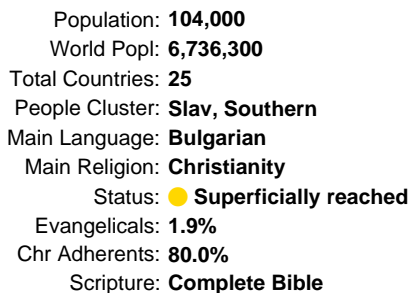 Population: 104,000
World Popl: 6,736,300
Total Countries: 25
People Cluster: Slav, Southern
Main Language: Bulgarian
Main Religion: Christianity
Status: Superficially reached
Evangelicals: 1.9%
Chr Adherents: 80.0%
Scripture: Complete Bible